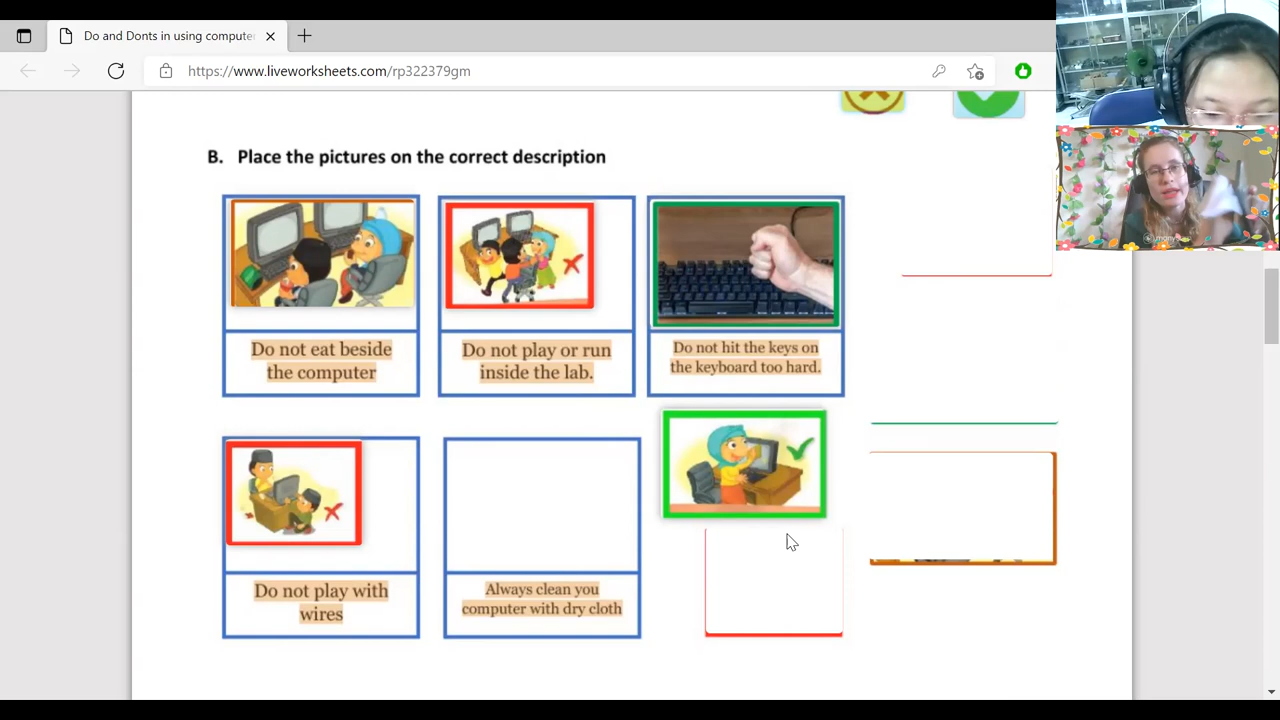 Do and Donts in using compute
https://www.liveworksheets.com/rp322379gm
B. Place the pictures on the correct description
Do not eat beside
the computer
Do not play or run
inside the lab.
Do not hit the keys on
the keyboard too hard.
Do not play with
wires
Always clean you
computer with dry cloth